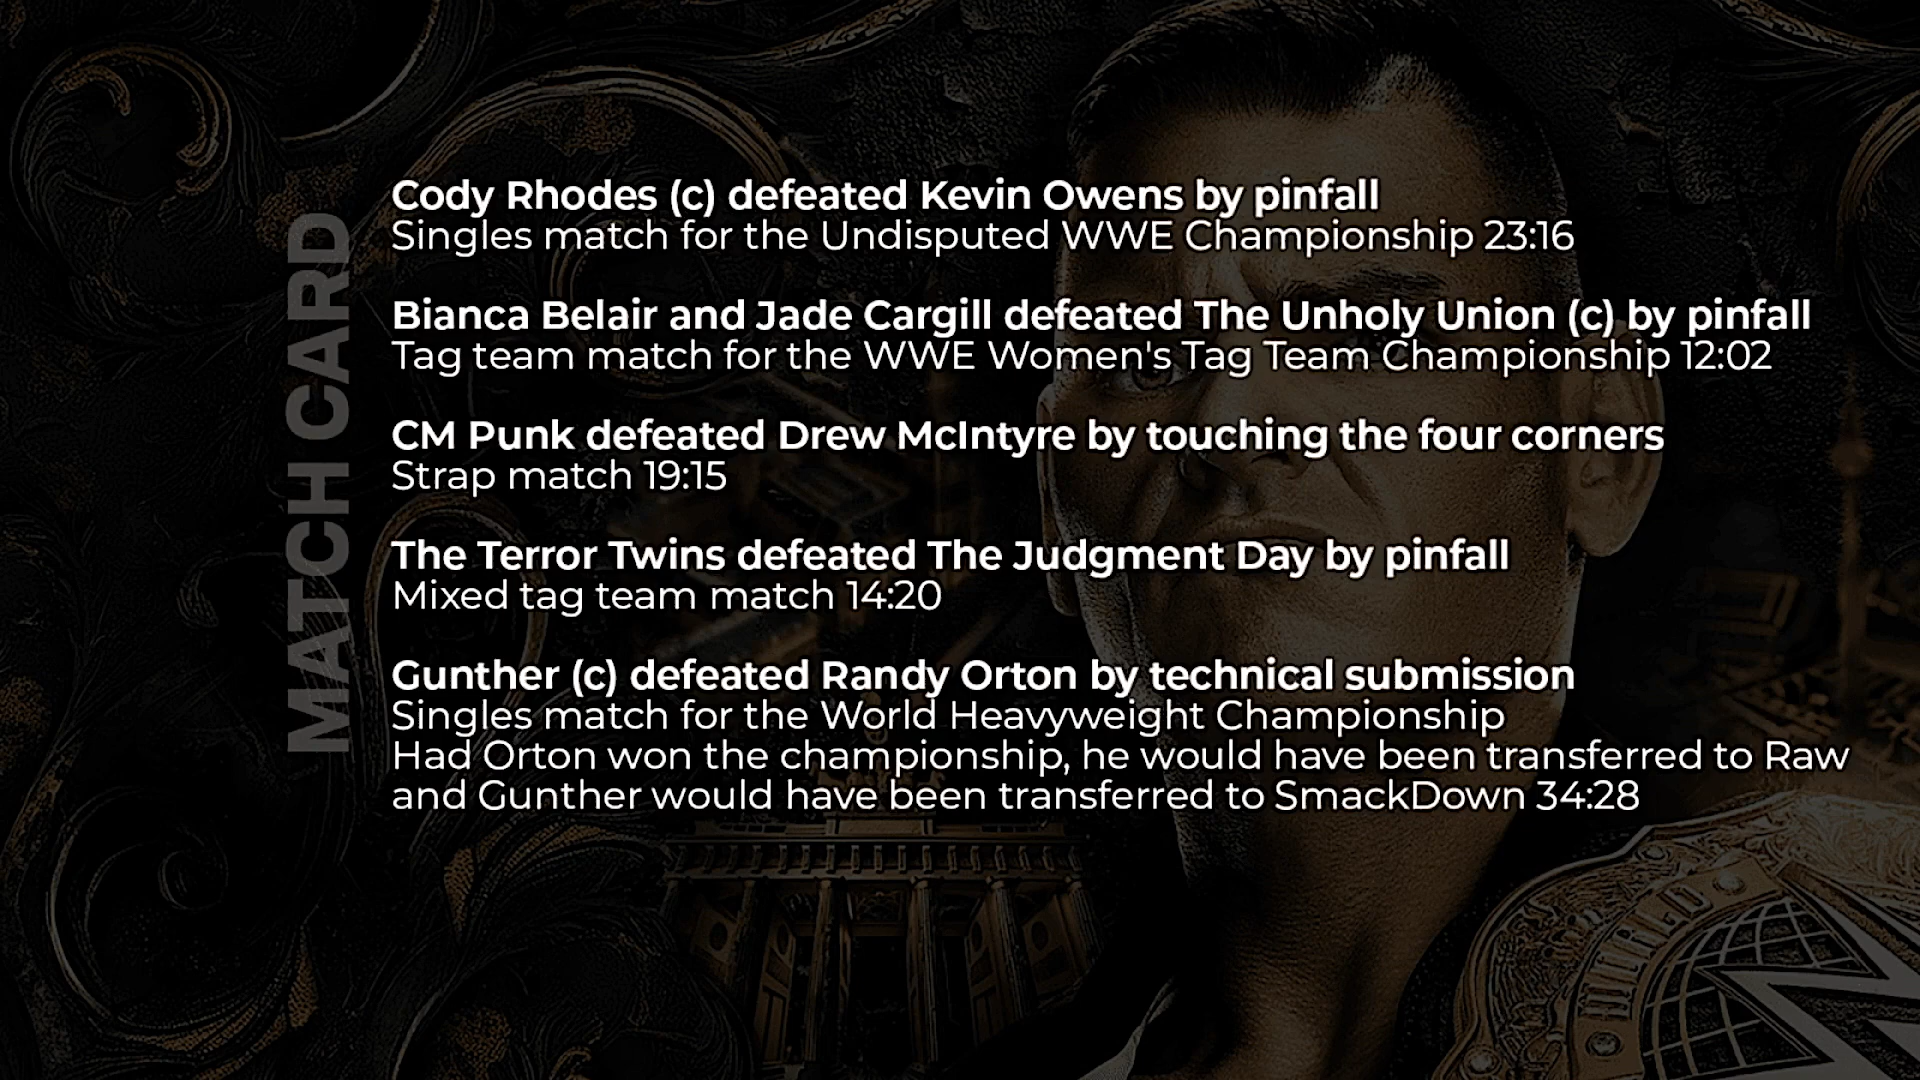 MATCH CARD
Cody Rhodes (c) defeated Kevin Owens by pinfall
Singles match for the Undisputed WWE Championship 23:16
Bianca Belair and Jade Cargill defeated The Unholy Union (c) by pinfall
Tag team match for the WWE Women's Tag Team Championship 12:02
CM Punk defeated Drew McIntyre by touching the four corners
Strap match 19:15
The Terror Twins defeated The Judgment Day by pinfall
Mixed tag team match 14:20
Gunther (c) defeated Randy Orton by technical submission
Singles match for the World Heavyweight Championship
Had Orton won the championship, he would have been transferred to Raw
and Gunther would have been transferred to SmackDown 34:28
WORLD